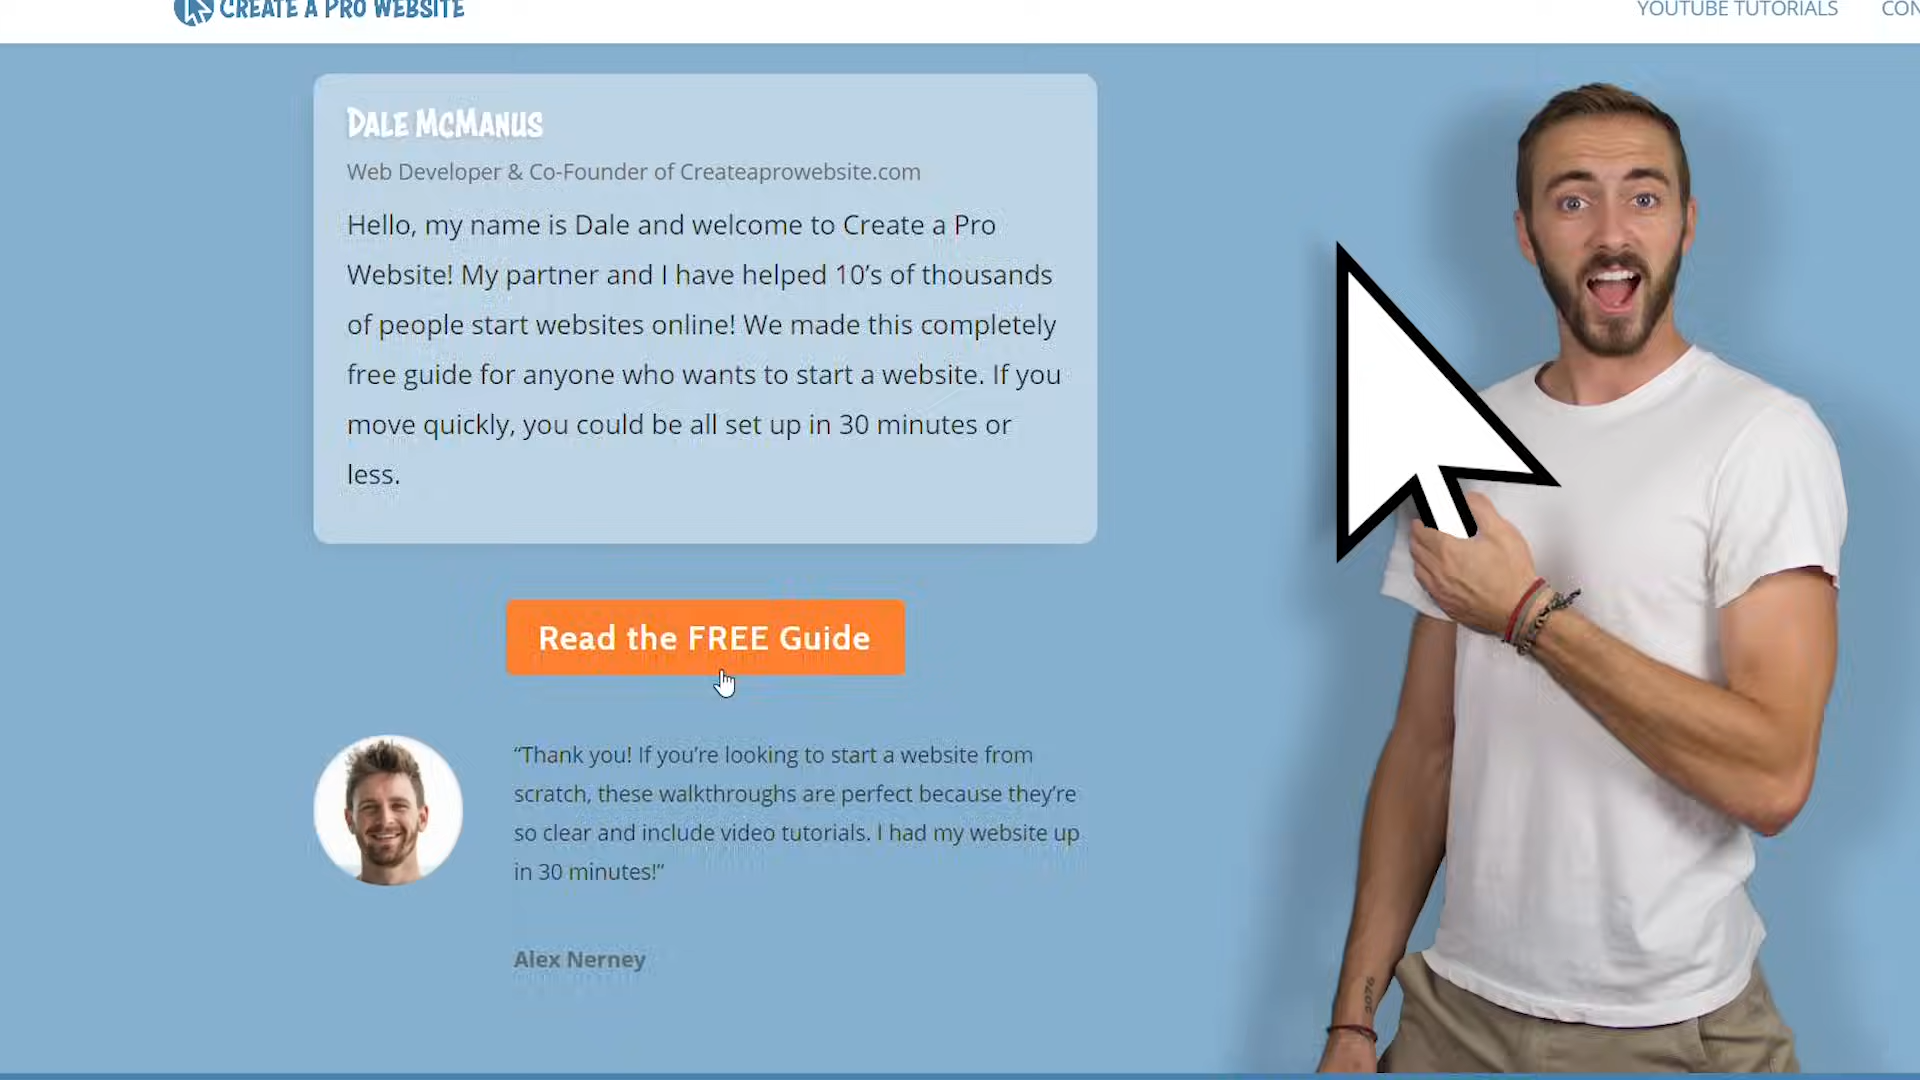 CREATE A PRO WEBSITE
YOUTUBE TUTORIALS
DALE MCMANUS
Web Developer & Co-Founder of Createaprowebsite.com
Hello, my name is Dale and welcome to Create a Pro
Website! My partner and I have helped 10’s of thousands
of people start websites online! We made this completely
free guide for anyone who wants to start a website. If you
move quickly, you could be all set up in 30 minutes or
less.
Read the FREE Guide
“Thank you! If you’re looking to start a website from
scratch, these walkthroughs are perfect because they’re
so clear and include video tutorials. I had my website up
in 30 minutes!”
Alex Nerney